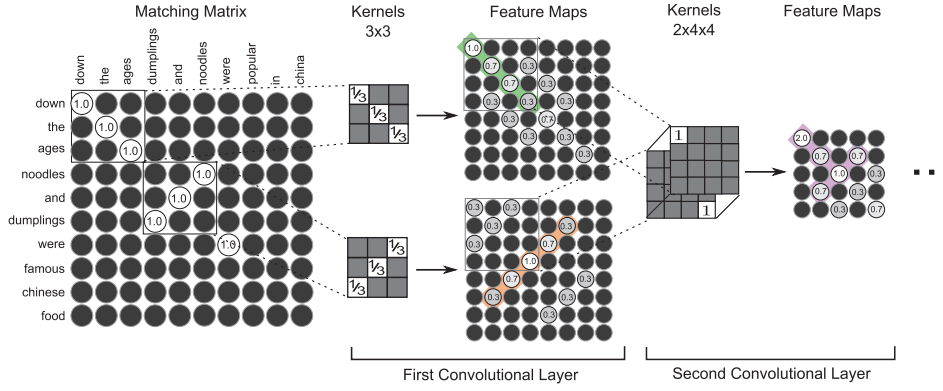 Matching Matrix
down
the
ages
dumplings
and
noodles
were
popular
in
china
down 1.0
the 1.0
ages 1.0
noodles 1.0
and 1.0
dumplings 1.0
were 1.0
famous
chinese
food
Kernels
3x3
⅓
⅓
⅓
⅓
⅓
⅓
Feature Maps
1.0
0.7 0.3
0.7 0.3
0.3 0.3 0.3
0.3 0.7
0.3 0.3
0.3
0.3 0.3
0.3 0.3
0.3 0.7
1.0
0.7 0.3
0.3 0.3
0.3
First Convolutional Layer
Kernels
2x4x4
1
1
Feature Maps
2.0
0.7 0.7
1.0 0.3
0.7 0.3
0.3 0.7
Second Convolutional Layer